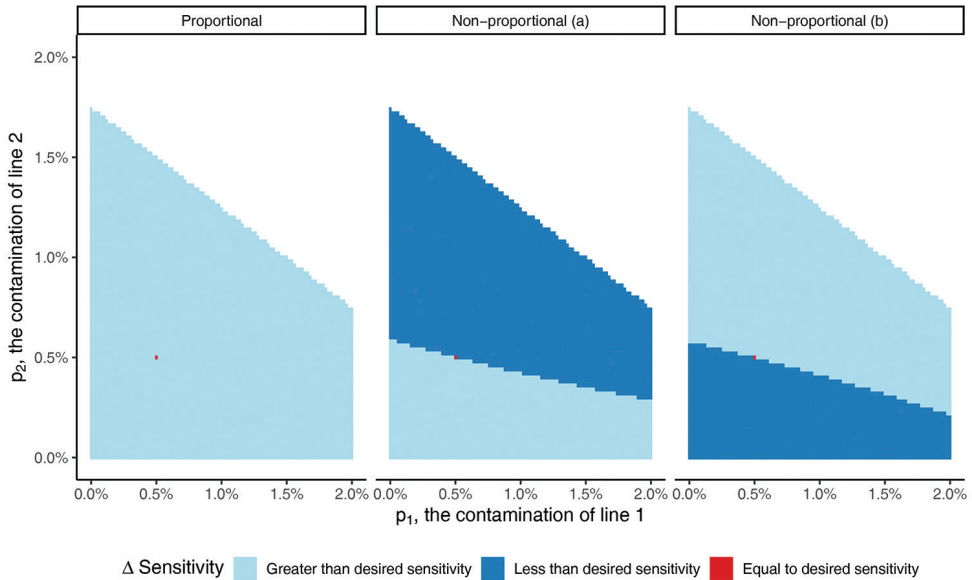 Proportional
Non−proportional (a)
Non−proportional (b)
p2, the contamination of line 2
2.0%
1.5%
1.0%
0.5%
0.0%
0.0% 0.5% 1.0% 1.5% 2.0%
0.0% 0.5% 1.0% 1.5% 2.0%
0.0% 0.5% 1.0% 1.5% 2.0%
p1, the contamination of line 1
Δ Sensitivity Greater than desired sensitivity Less than desired sensitivity Equal to desired sensitivity